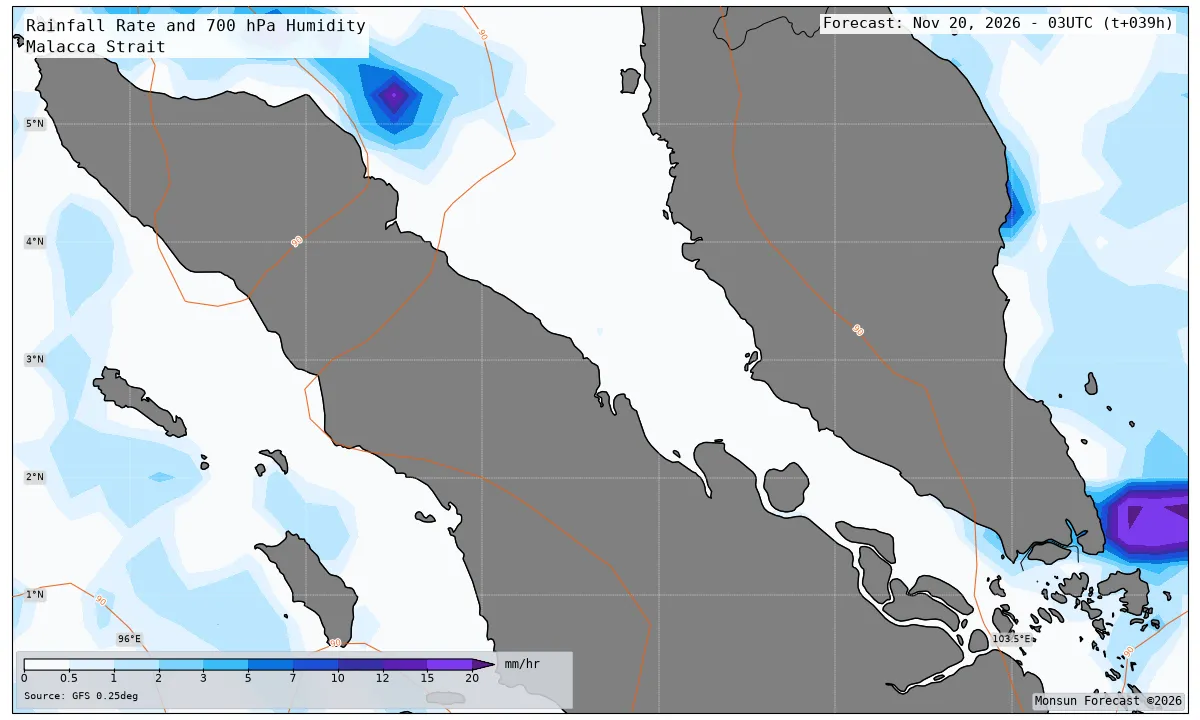 Rainfall Rate and 700 hPa Humidity
Malacca Strait
Forecast: Nov 20, 2026 - 03UTC (t+039h)
90
5°N
4°N
90
90
3°N
2°N
1°N
90
96°E
90
103.5°E
90
mm/hr
0 0.5 1 2 3 5 7 10 12 15 20
Source: GFS 0.25deg
Monsun Forecast ©2026